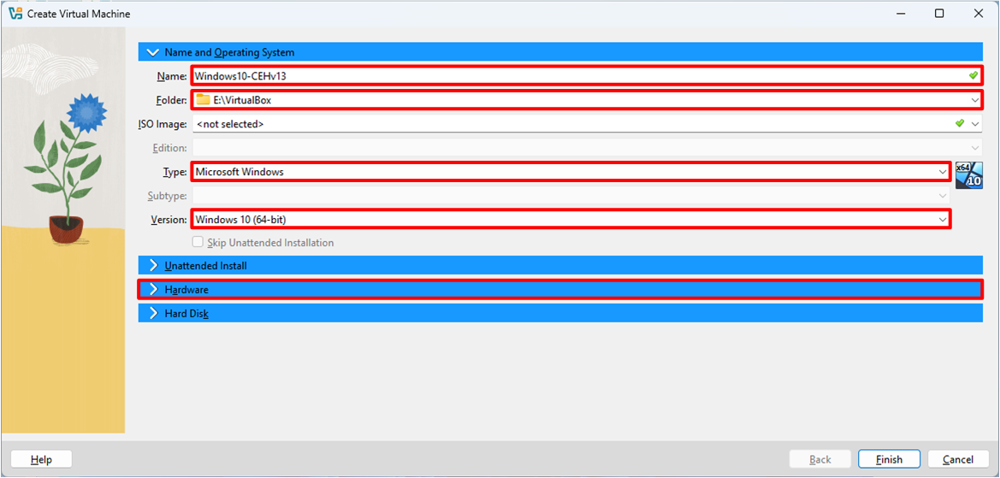 Create Virtual Machine
Name and Operating System
Name: Windows10-CEHv13
Folder: E:\VirtualBox
ISO Image: <not selected>
Edition:
Type: Microsoft Windows
x64
10
Subtype:
Version: Windows 10 (64-bit)
Skip Unattended Installation
Unattended Install
Hardware
Hard Disk
Help Back Finish Cancel